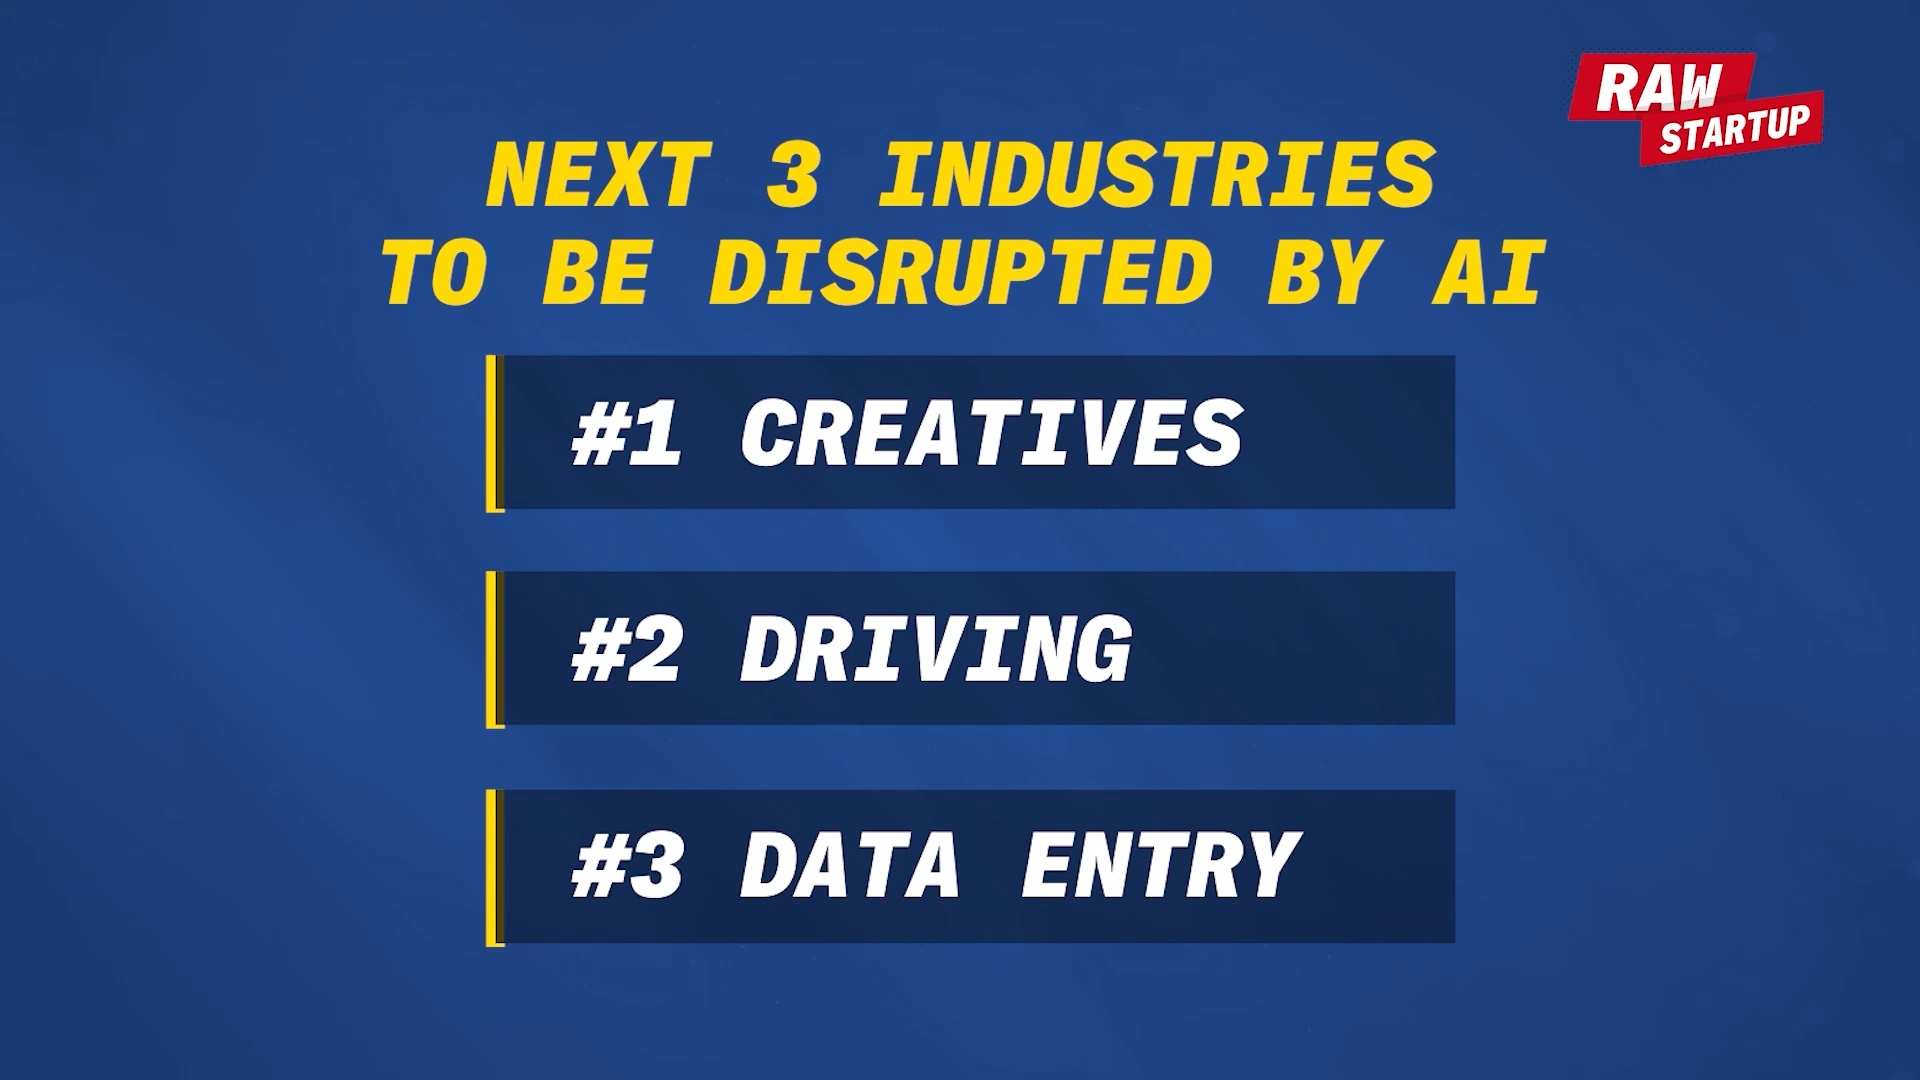 RAW
STARTUP
NEXT 3 INDUSTRIES
TO BE DISRUPTED BY AI
#1 CREATIVES
#2 DRIVING
#3 DATA ENTRY